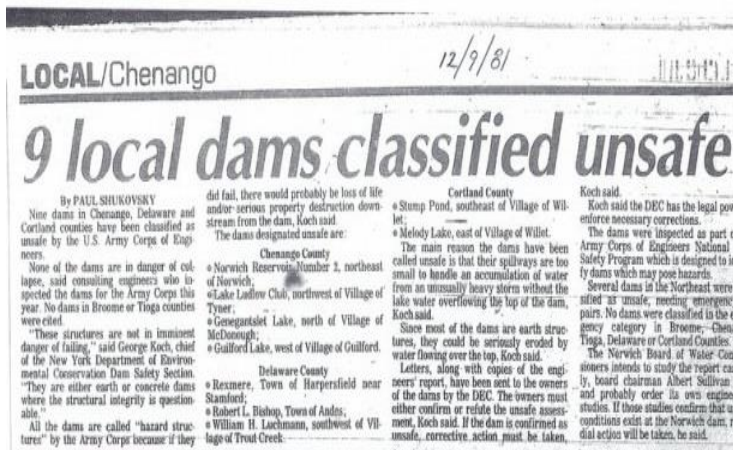 LOCAL/Chenango
12/9/81
9 local dams classified unsafe
By PAUL SHUKOVSKY
Nine dams in Chenango, Delaware and
Cortland counties have been classified as
unsafe by the U.S. Army Corps of Engi-
neers.
None of the dams are in danger of col-
lapse, said consulting engineers who in-
spected the dams for the Army Corps this
year. No dams in Broome or Tioga counties
were cited.
"These structures are not in imminent
danger of failing," said George Koch, chief
of the New York Department of Environ-
mental Conservation Dam Safety Section.
"They are either earth or concrete dams
where the structural integrity is question-
able."
All the dams are called "hazard struc-
tures" by the Army Corps because if they
did fail, there would probably be loss of life
and/or serious property destruction down-
stream from the dam, Koch said.
The dams designated unsafe are:
Chenango County
• Norwich Reservoir Number 2, northeast
of Norwich;
• Lake Ludlow Club, northwest of Village of
Tyner;
• Genegantslet Lake, north of Village of
McDonough;
• Guilford Lake, west of Village of Guilford.
Delaware County
• Rexmere, Town of Harpersfield near
Stamford;
• Robert L. Bishop, Town of Andes;
• William H. Luchmann, southwest of Vil-
lage of Trout Creek.
Cortland County
• Stump Pond, southeast of Village of Wil-
let;
• Melody Lake, east of Village of Willet.
The main reason the dams have been
called unsafe is that their spillways are too
small to handle an accumulation of water
from an unusually heavy storm without the
lake water overflowing the top of the dam,
Koch said.
Since most of the dams are earth struc-
tures, they could be seriously eroded by
water flowing over the top, Koch said.
Letters, along with copies of the engi-
neers' report, have been sent to the owners
of the dams by the DEC. The owners must
either confirm or refute the unsafe assess-
ment, Koch said. If the dam is confirmed as
unsafe, corrective action must be taken,
Koch said.
Koch said the DEC has the legal pow
enforce necessary corrections.
The dams were inspected as part o
Army Corps of Engineers National
Safety Program which is designed to i
fy dams which may pose hazards.
Several dams in the Northeast were
sified as unsafe, needing emergenc
pairs. No dams were classified in the e
gency category in Broome, Chena
Tioga, Delaware or Cortland Counties.
The Norwich Board of Water Com
sioners intends to study the report ca
ly, board chairman Albert Sullivan
and probably order its own enginee
studies. If those studies confirm that u
conditions exist at the Norwich dam, r
dial action will be taken, he said.